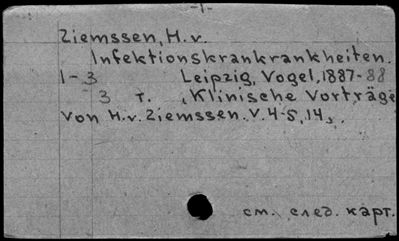 -1-
Ziemssen, H.v.
Infektionskrankrankheiten.
1-3 Leipzig, Vogel, 1887-88
3 т. , Klinische Vorträge
von H.v. Ziemssen. V. 4-5, 14,.
см. след. карт.